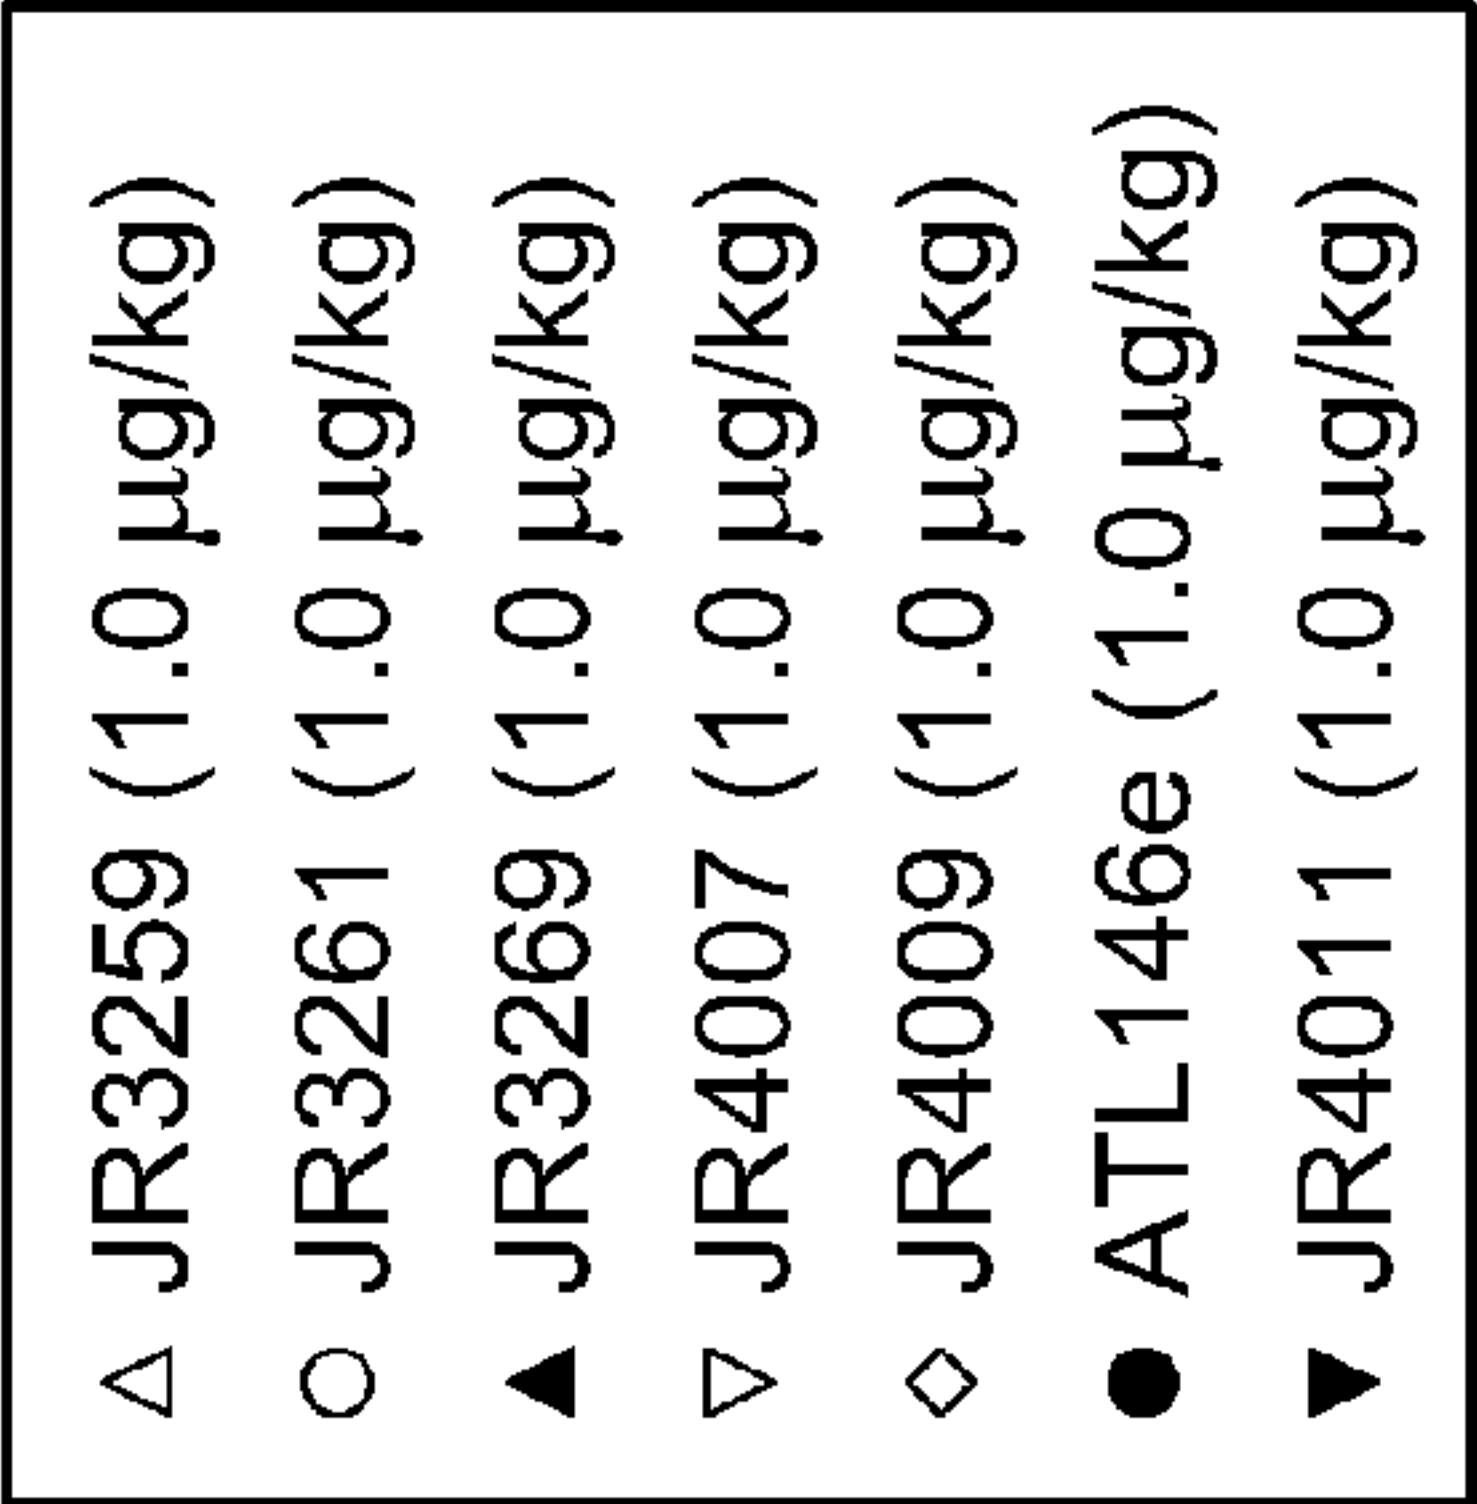 JR3259 (1.0 µg/kg)
JR3261 (1.0 µg/kg)
JR3269 (1.0 µg/kg)
JR4007 (1.0 µg/kg)
JR4009 (1.0 µg/kg)
ATL146e (1.0 µg/kg)
JR4011 (1.0 µg/kg)